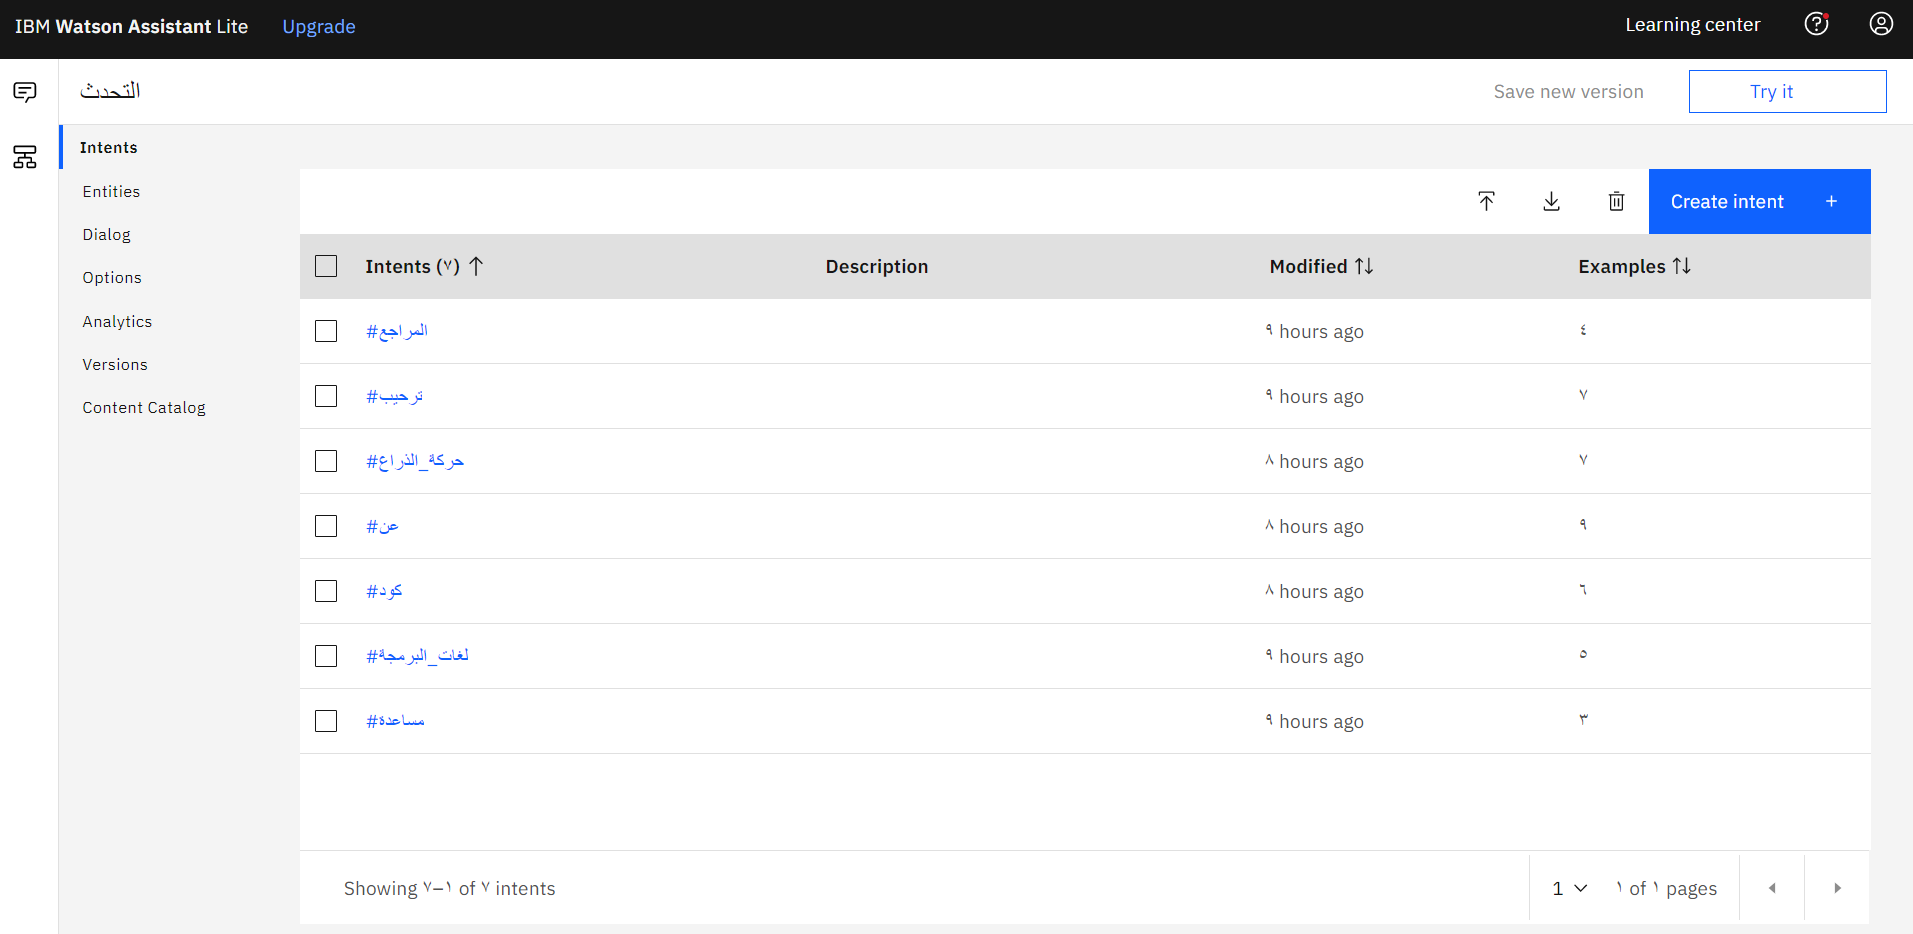 IBM Watson Assistant Lite Upgrade Learning center
التحدث Save new version Try it
Intents
Entities
Dialog
Options
Analytics
Versions
Content Catalog
Create intent +
Intents (٧) Description Modified Examples
#المراجع ٩ hours ago ٤
#ترحيب ٩ hours ago ٧
#حركة_الذراع ٨ hours ago ٧
#عن ٨ hours ago ٩
#كود ٨ hours ago ٦
#لغات_البرمجة ٩ hours ago ٥
#مساعدة ٩ hours ago ٣
Showing ٧–١ of ٧ intents 1 ١ of ١ pages